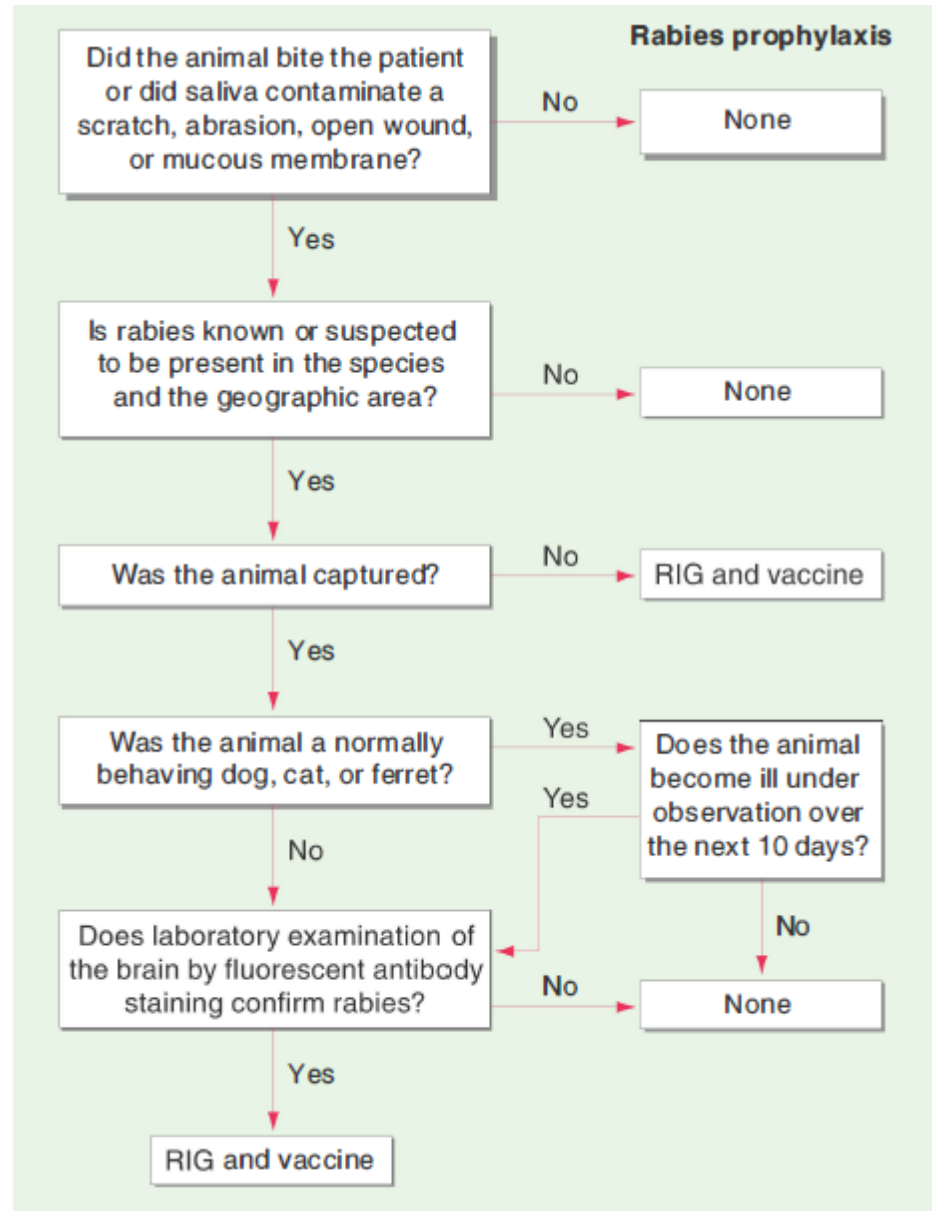 Rabies prophylaxis
Did the animal bite the patient
or did saliva contaminate a
scratch, abrasion, open wound,
or mucous membrane?
No
None
Yes
Is rabies known or suspected
to be present in the species
and the geographic area?
No
None
Yes
Was the animal captured?
No
RIG and vaccine
Yes
Was the animal a normally
behaving dog, cat, or ferret?
Yes
Does the animal
become ill under
observation over
the next 10 days?
Yes
No
No
Does laboratory examination of
the brain by fluorescent antibody
staining confirm rabies?
No
None
Yes
RIG and vaccine